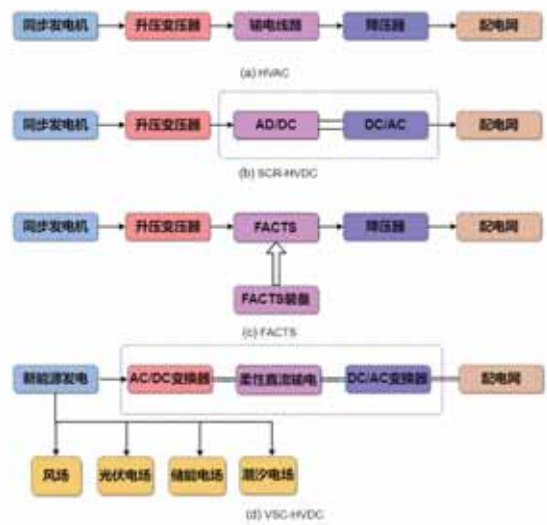 同步发电机 升压变压器 输电线路 降压器 配电网
(a) HVAC
同步发电机 升压变压器 AD/DC DC/AC 配电网
(b) SCR-HVDC
同步发电机 升压变压器 FACTS 降压器 配电网
FACTS装备
(c) FACTS
新能源发电 AC/DC变换器 柔性直流输电 DC/AC变换器 配电网
风场 光伏电场 储能电场 潮汐电场
(d) VSC-HVDC